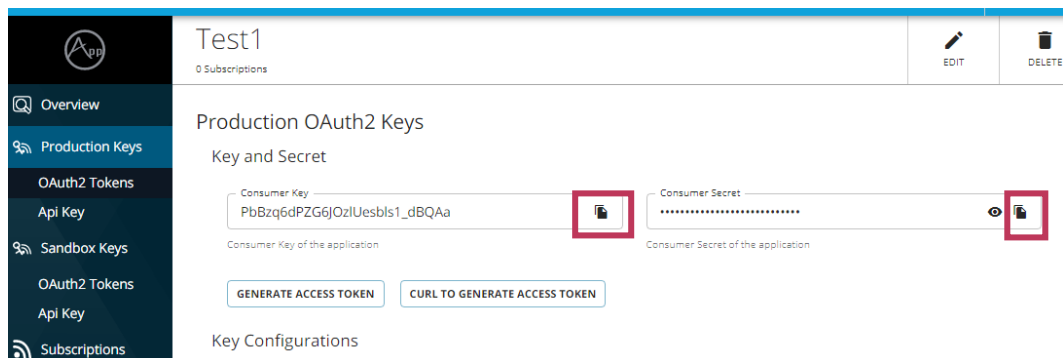 App
Test1
0 Subscriptions
EDIT
DELETE
Overview
Production Keys
OAuth2 Tokens
Api Key
Sandbox Keys
OAuth2 Tokens
Api Key
Subscriptions
Production OAuth2 Keys
Key and Secret
Consumer Key
PbBzq6dPZG6JOzlUesbls1_dBQAa
Consumer Key of the application
Consumer Secret
••••••••••••••••••••••••••••
Consumer Secret of the application
GENERATE ACCESS TOKEN
CURL TO GENERATE ACCESS TOKEN
Key Configurations